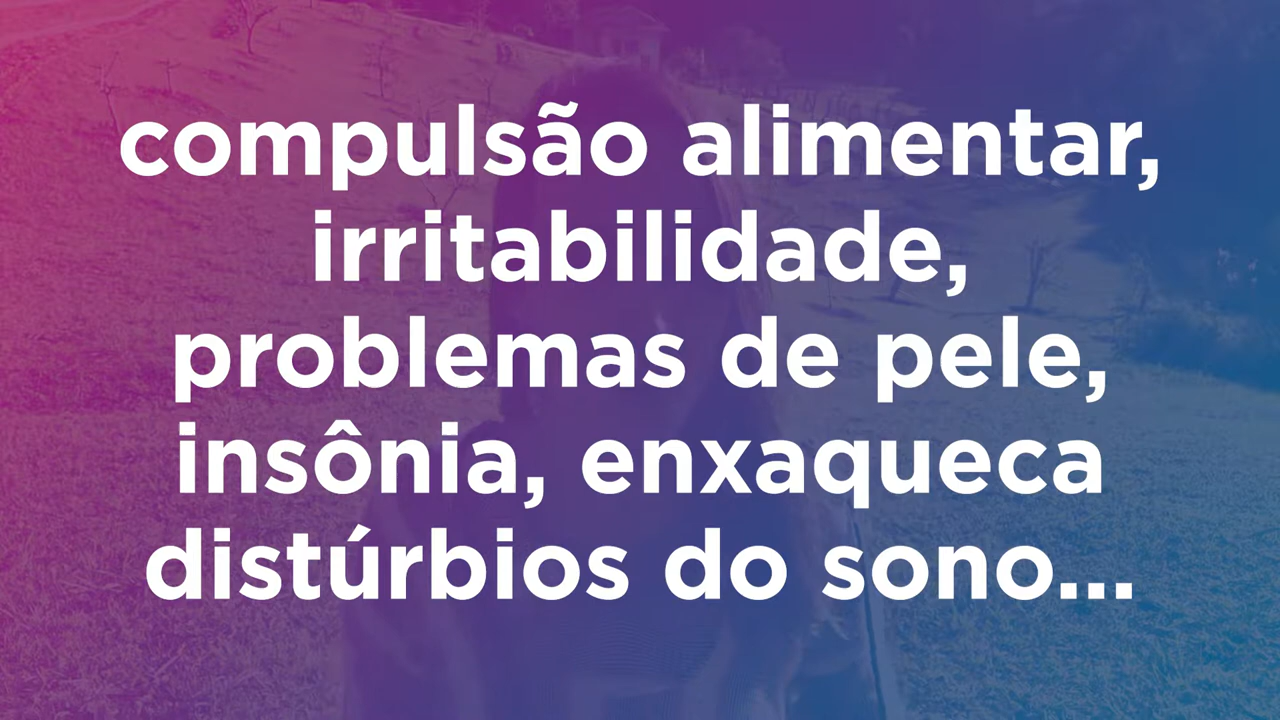 compulsão alimentar,
irritabilidade,
problemas de pele,
insônia, enxaqueca
distúrbios do sono...